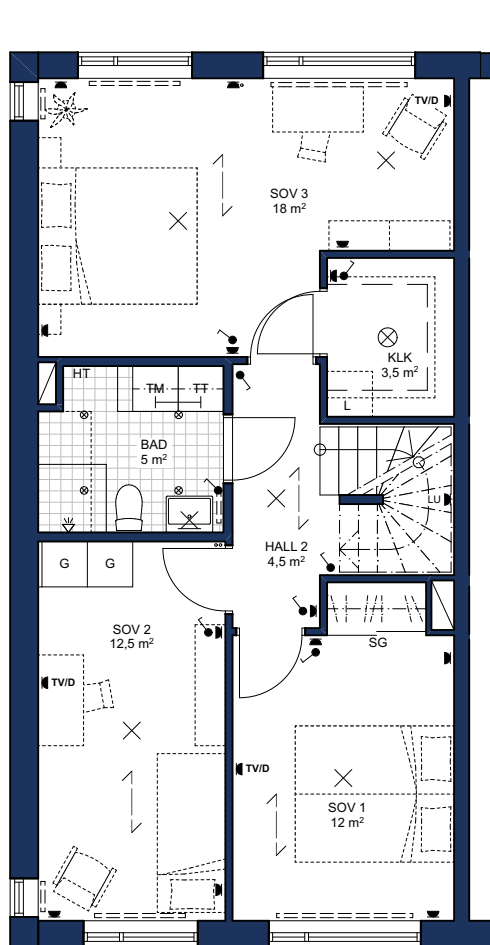 TV/D
SOV 3
18 m²
KLK
3,5 m²
HT
TM
TT
L
BAD
5 m²
LU
HALL 2
4,5 m²
G
G
SOV 2
12,5 m²
SG
TV/D
TV/D
SOV 1
12 m²